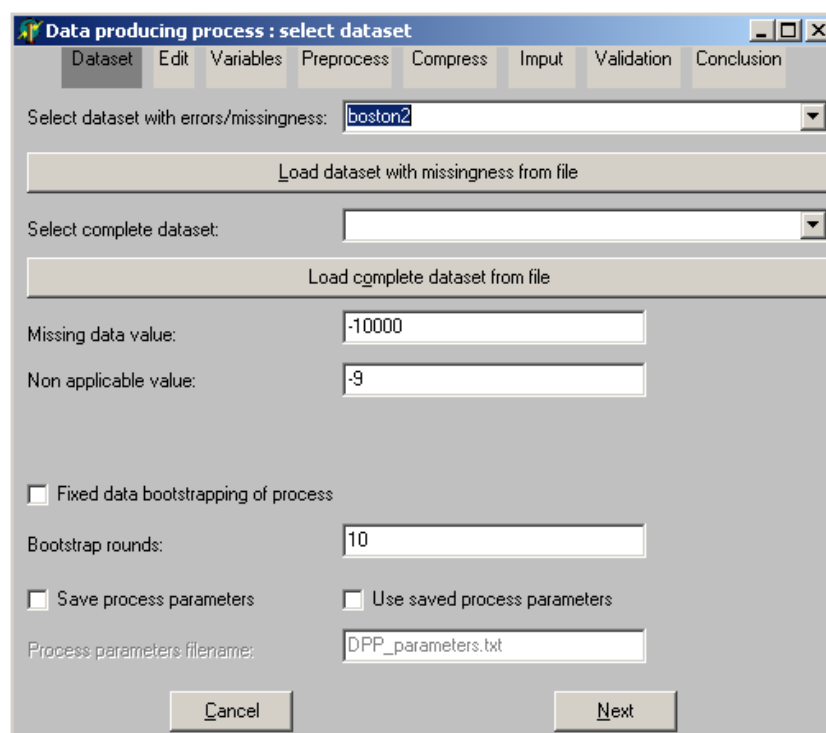 Data producing process : select dataset
Dataset Edit Variables Preprocess Compress Imput Validation Conclusion
Select dataset with errors/missingness: boston2
Load dataset with missingness from file
Select complete dataset:
Load complete dataset from file
Missing data value: -10000
Non applicable value: -9
Fixed data bootstrapping of process
Bootstrap rounds: 10
Save process parameters Use saved process parameters
Process parameters filename: DPP_parameters.txt
Cancel Next